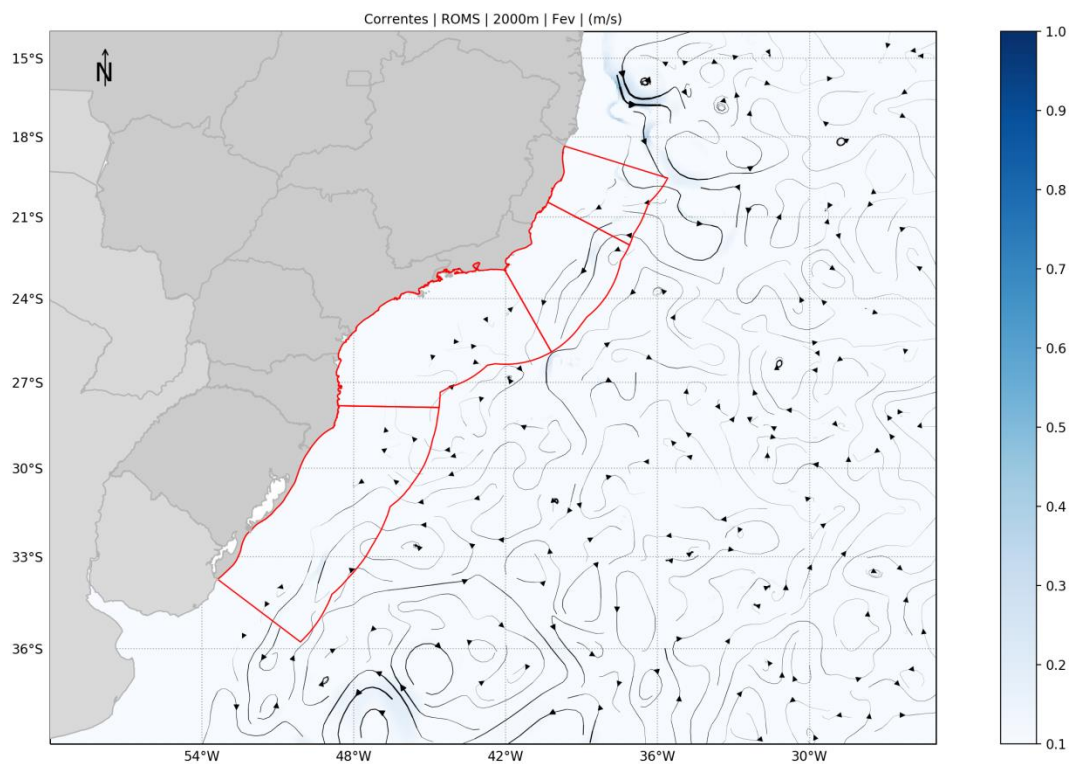 Correntes | ROMS | 2000m | Fev | (m/s)
N
15°S
18°S
21°S
24°S
27°S
30°S
33°S
36°S
54°W
48°W
42°W
36°W
30°W
1.0
0.9
0.8
0.7
0.6
0.5
0.4
0.3
0.2
0.1